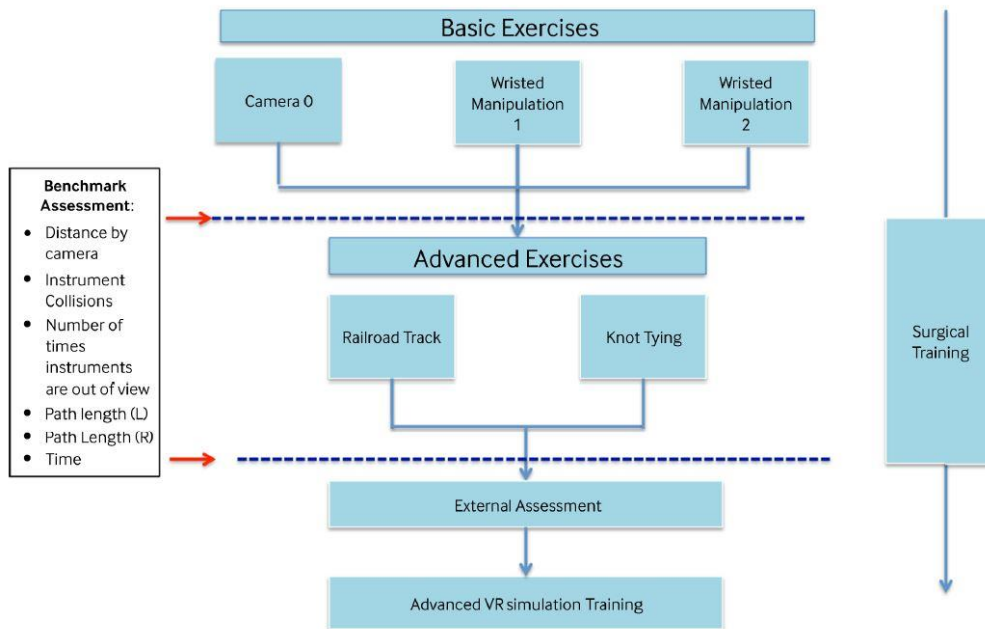 Basic Exercises
Camera 0
Wristed
Manipulation
1
Wristed
Manipulation
2
Benchmark
Assessment:
• Distance by
camera
• Instrument
Collisions
• Number of
times
instruments
are out of view
• Path length (L)
• Path Length (R)
• Time
Advanced Exercises
Railroad Track
Knot Tying
External Assessment
Advanced VR simulation Training
Surgical
Training